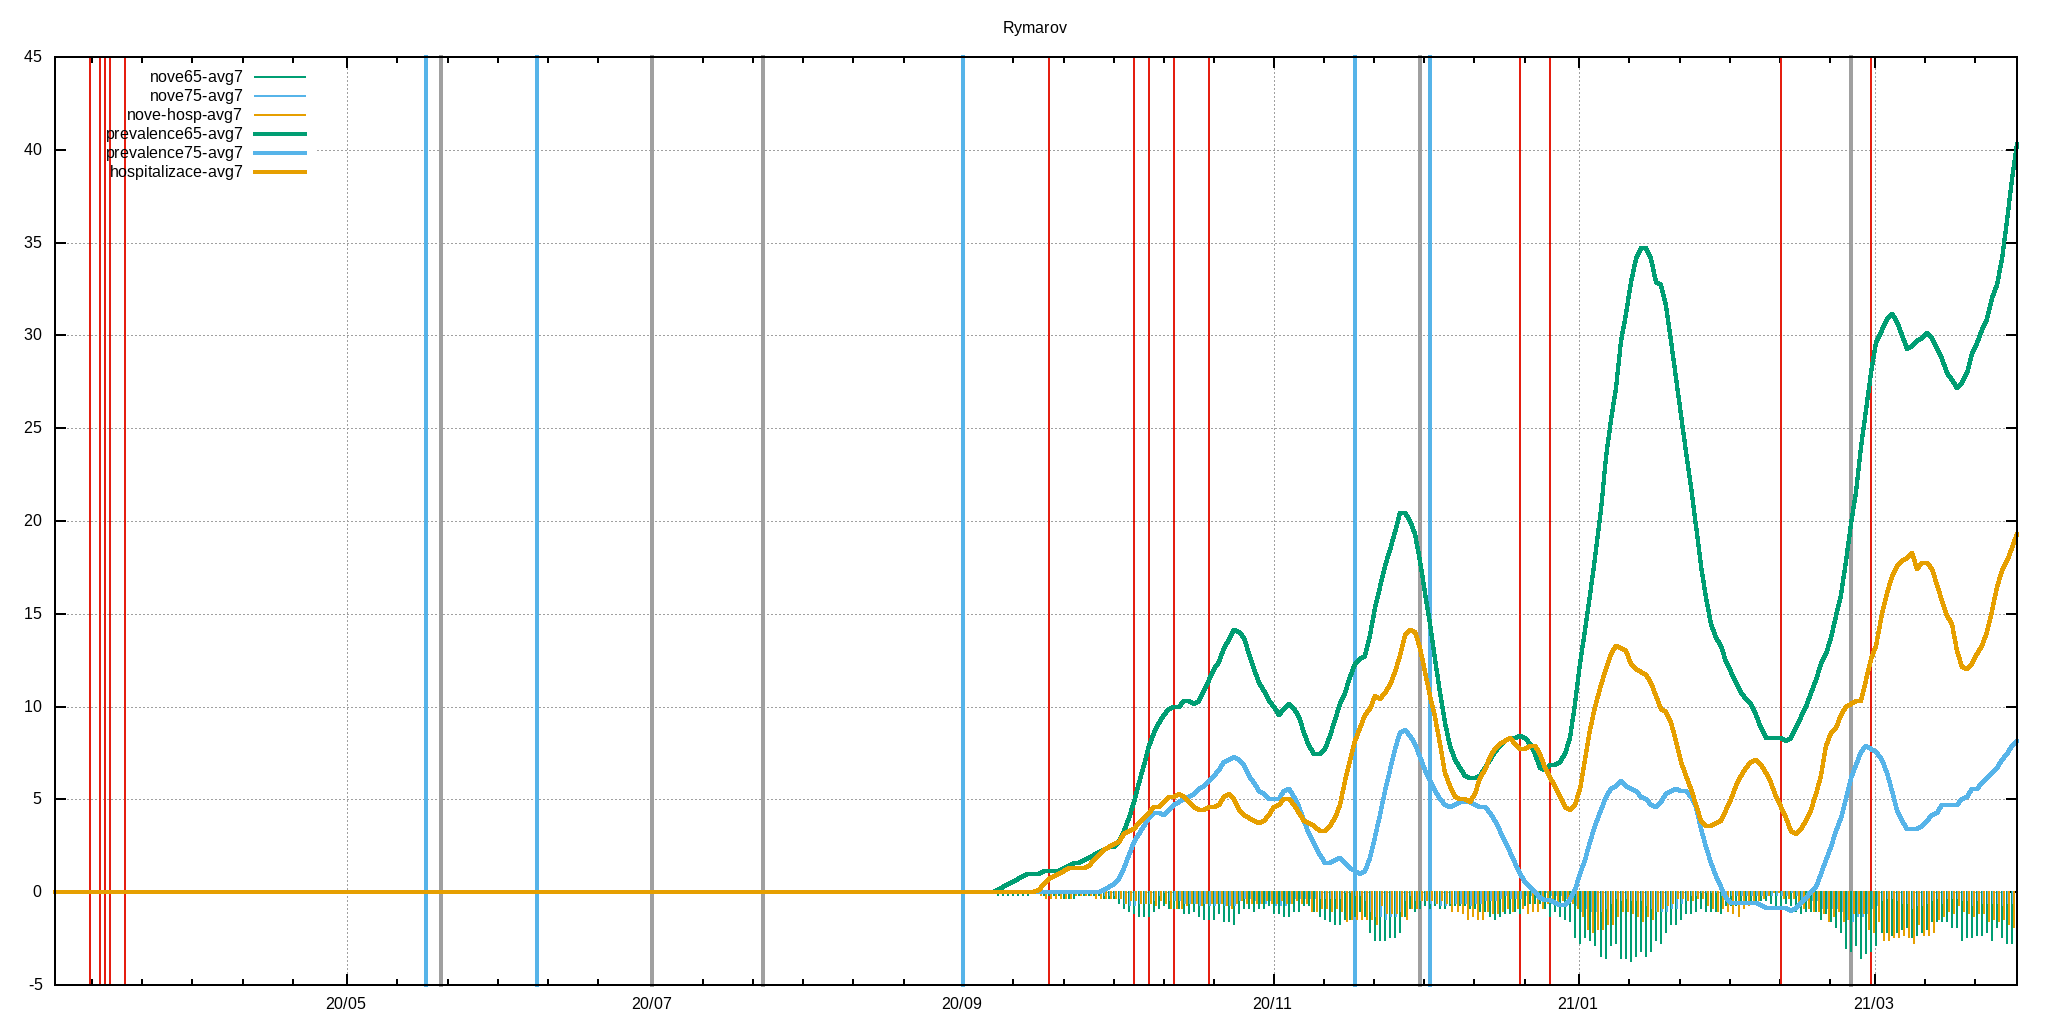 Rymarov
45
40
35
30
25
20
15
10
5
0
-5
nove65-avg7
nove75-avg7
nove-hosp-avg7
prevalence65-avg7
prevalence75-avg7
hospitalizace-avg7
20/05 20/07 20/09 20/11 21/01 21/03